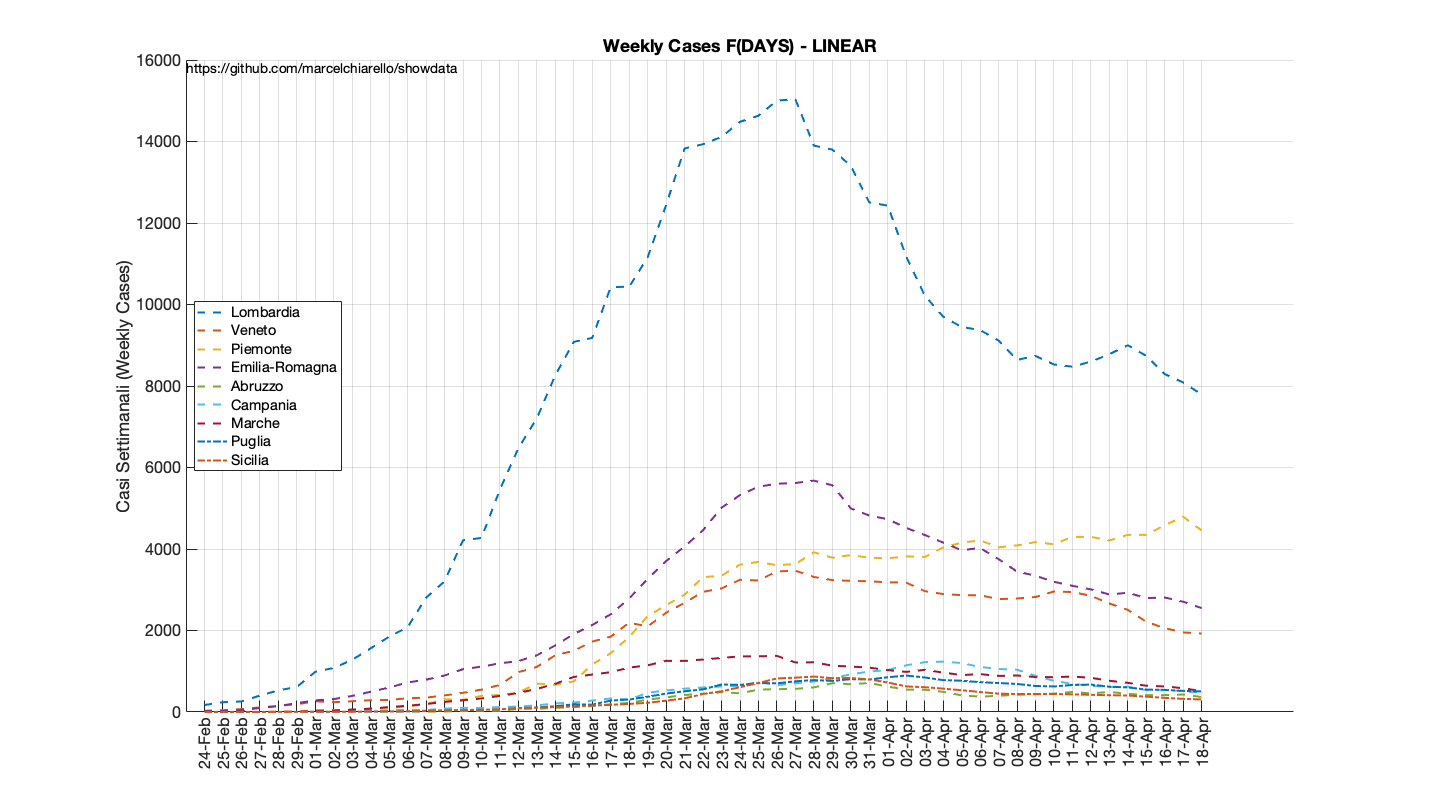 Weekly Cases F(DAYS) - LINEAR
https://github.com/marcelchiarello/showdata
Casi Settimanali (Weekly Cases)
16000
14000
12000
10000
8000
6000
4000
2000
0
Lombardia
Veneto
Piemonte
Emilia-Romagna
Abruzzo
Campania
Marche
Puglia
Sicilia
24-Feb
25-Feb
26-Feb
27-Feb
28-Feb
29-Feb
01-Mar
02-Mar
03-Mar
04-Mar
05-Mar
06-Mar
07-Mar
08-Mar
09-Mar
10-Mar
11-Mar
12-Mar
13-Mar
14-Mar
15-Mar
16-Mar
17-Mar
18-Mar
19-Mar
20-Mar
21-Mar
22-Mar
23-Mar
24-Mar
25-Mar
26-Mar
27-Mar
28-Mar
29-Mar
30-Mar
31-Mar
01-Apr
02-Apr
03-Apr
04-Apr
05-Apr
06-Apr
07-Apr
08-Apr
09-Apr
10-Apr
11-Apr
12-Apr
13-Apr
14-Apr
15-Apr
16-Apr
17-Apr
18-Apr